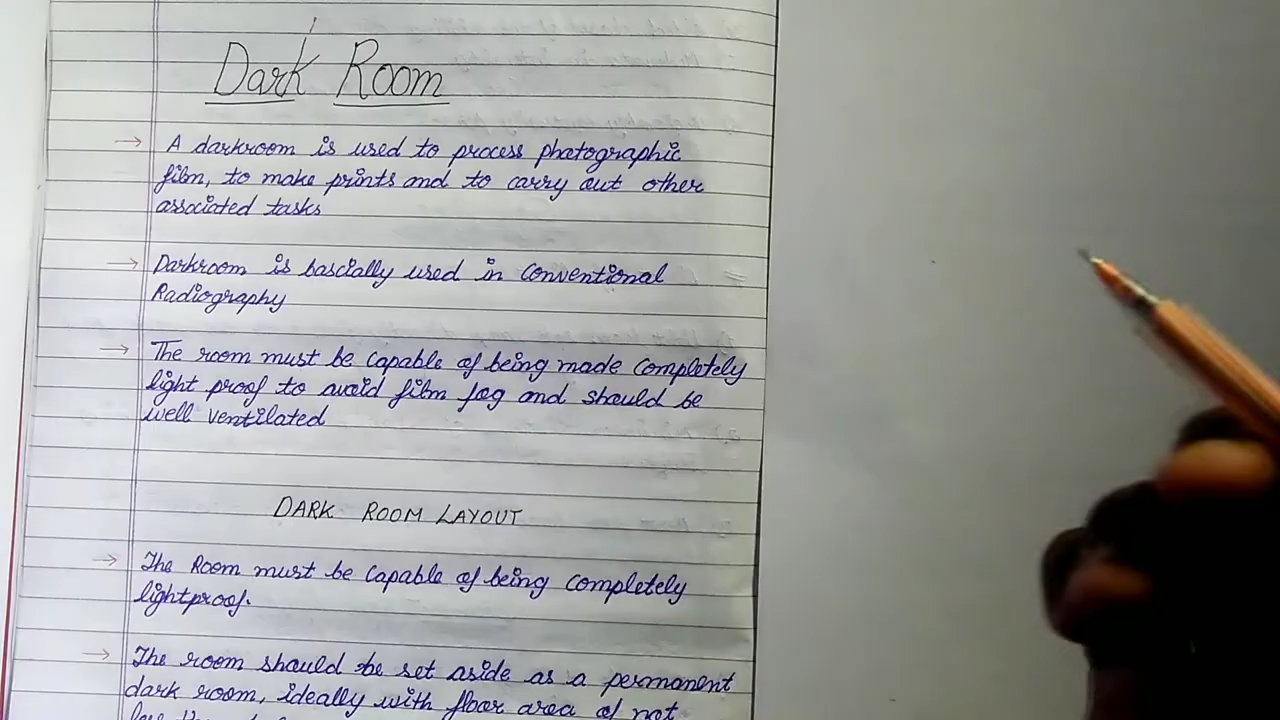 Dark Room
→ A darkroom is used to process photographic
film, to make prints and to carry out other
associated tasks
→ Darkroom is bascially used in conventional
Radiography
→ The room must be capable of being made completely
light proof to avoid film fog and should be
well ventilated
DARK ROOM LAYOUT
→ The Room must be capable of being completely
lightproof.
→ The room should be set aside as a permanent
dark room, ideally with floor area of not